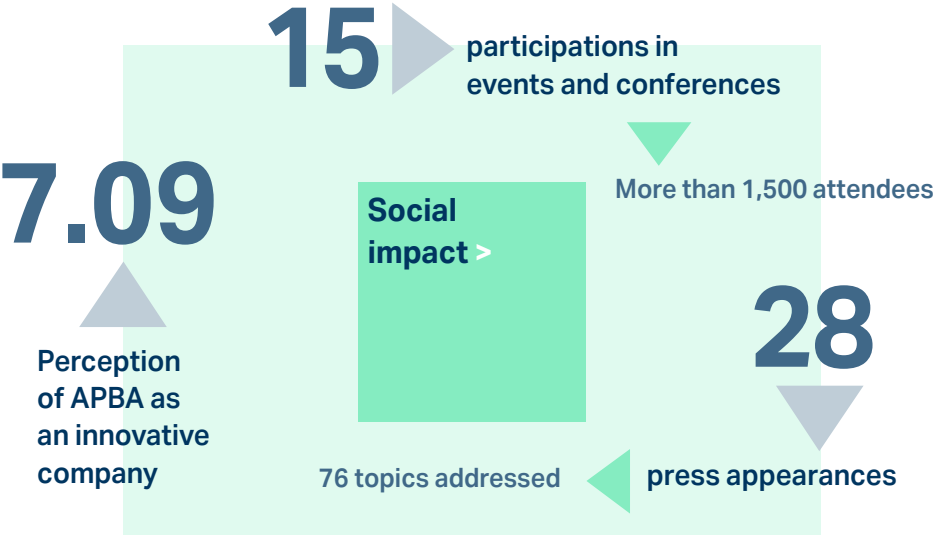 15
participations in
events and conferences
More than 1,500 attendees
7.09
Perception
of APBA as
an innovative
company
Social
impact >
28
press appearances
76 topics addressed